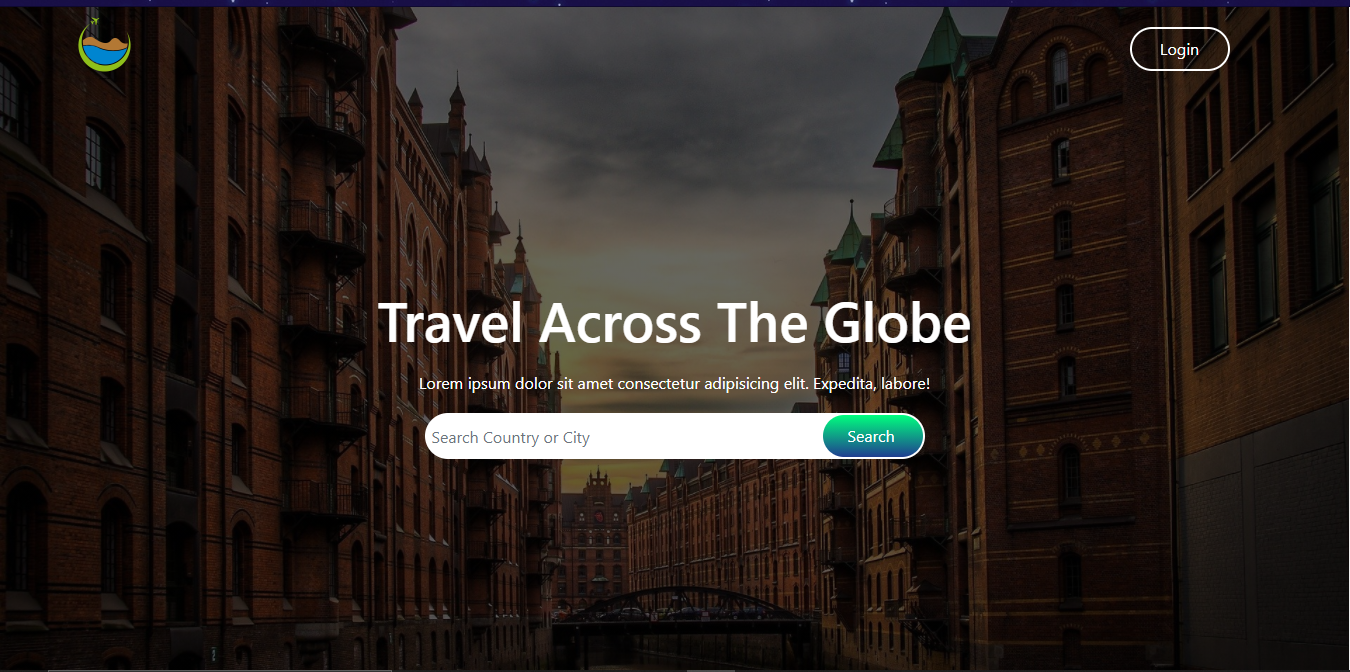 Login
Travel Across The Globe
Lorem ipsum dolor sit amet consectetur adipisicing elit. Expedita, labore!
Search Country or City
Search